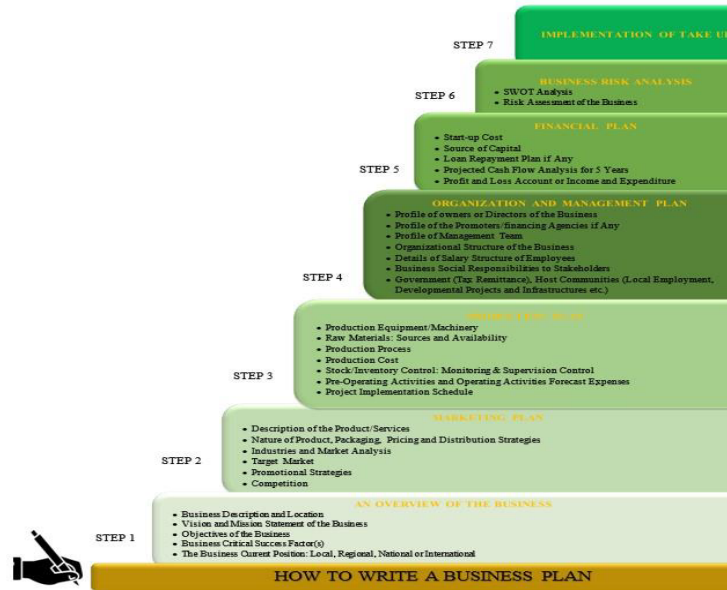 STEP 7
IMPLEMENTATION OF TAKE UP
STEP 6
BUSINESS RISK ANALYSIS
• SWOT Analysis
• Risk Assessment of the Business
STEP 5
FINANCIAL PLAN
• Start-up Cost
• Source of Capital
• Loan Repayment Plan if Any
• Projected Cash Flow Analysis for 5 Years
• Profit and Loss Account or Income and Expenditure
STEP 4
ORGANIZATION AND MANAGEMENT PLAN
• Profile of owners or Directors of the Business
• Profile of the Promoters/financing Agencies if Any
• Profile of Management Team
• Organizational Structure of the Business
• Details of Salary Structure of Employees
• Business Social Responsibilities to Stakeholders
• Government (Tax Remittance), Host Communities (Local Employment,
Developmental Projects and Infrastructures etc.)
STEP 3
PRODUCTION PLAN
• Production Equipment/Machinery
• Raw Materials: Sources and Availability
• Production Process
• Production Cost
• Stock/Inventory Control: Monitoring & Supervision Control
• Pre-Operating Activities and Operating Activities Forecast Expenses
• Project Implementation Schedule
STEP 2
MARKETING PLAN
• Description of the Product/Services
• Nature of Product, Packaging, Pricing and Distribution Strategies
• Industries and Market Analysis
• Target Market
• Promotional Strategies
• Competition
STEP 1
AN OVERVIEW OF THE BUSINESS
• Business Description and Location
• Vision and Mission Statement of the Business
• Objectives of the Business
• Business Critical Success Factor(s)
• The Business Current Position: Local, Regional, National or International
HOW TO WRITE A BUSINESS PLAN